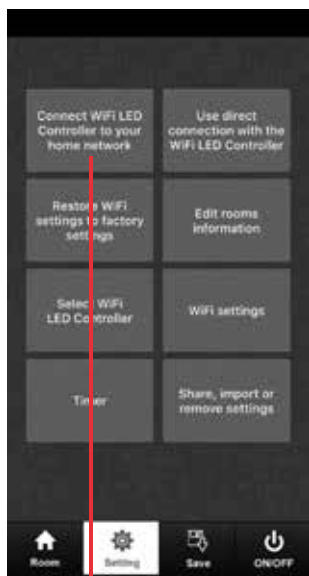 Connect WiFi LED
Controller to your
home network
Use direct
connection with the
WiFi LED Controller
Restore WiFi
settings to factory
settings
Edit rooms
information
Select WiFi
LED Controller
WiFi settings
Timer
Share, import or
remove settings
Room
Setting
Save
ON/OFF